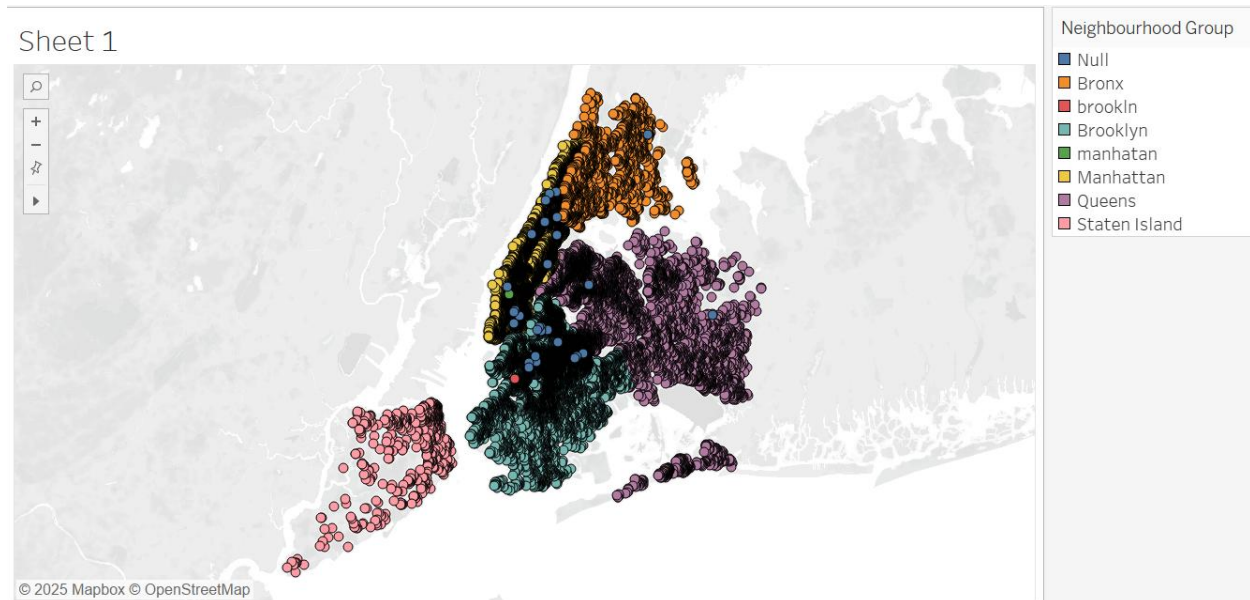 Sheet 1
Neighbourhood Group
Null
Bronx
brookln
Brooklyn
manhatan
Manhattan
Queens
Staten Island
© 2025 Mapbox © OpenStreetMap